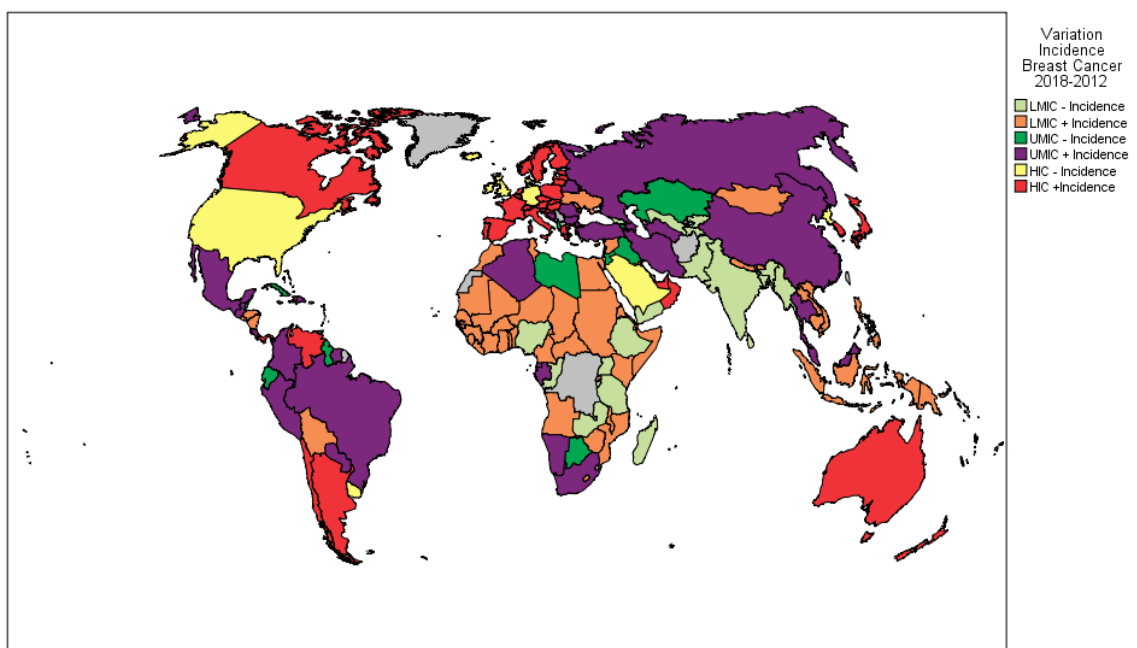 Variation
Incidence
Breast Cancer
2018-2012
LMIC - Incidence
LMIC + Incidence
UMIC - Incidence
UMIC + Incidence
HIC - Incidence
HIC +Incidence